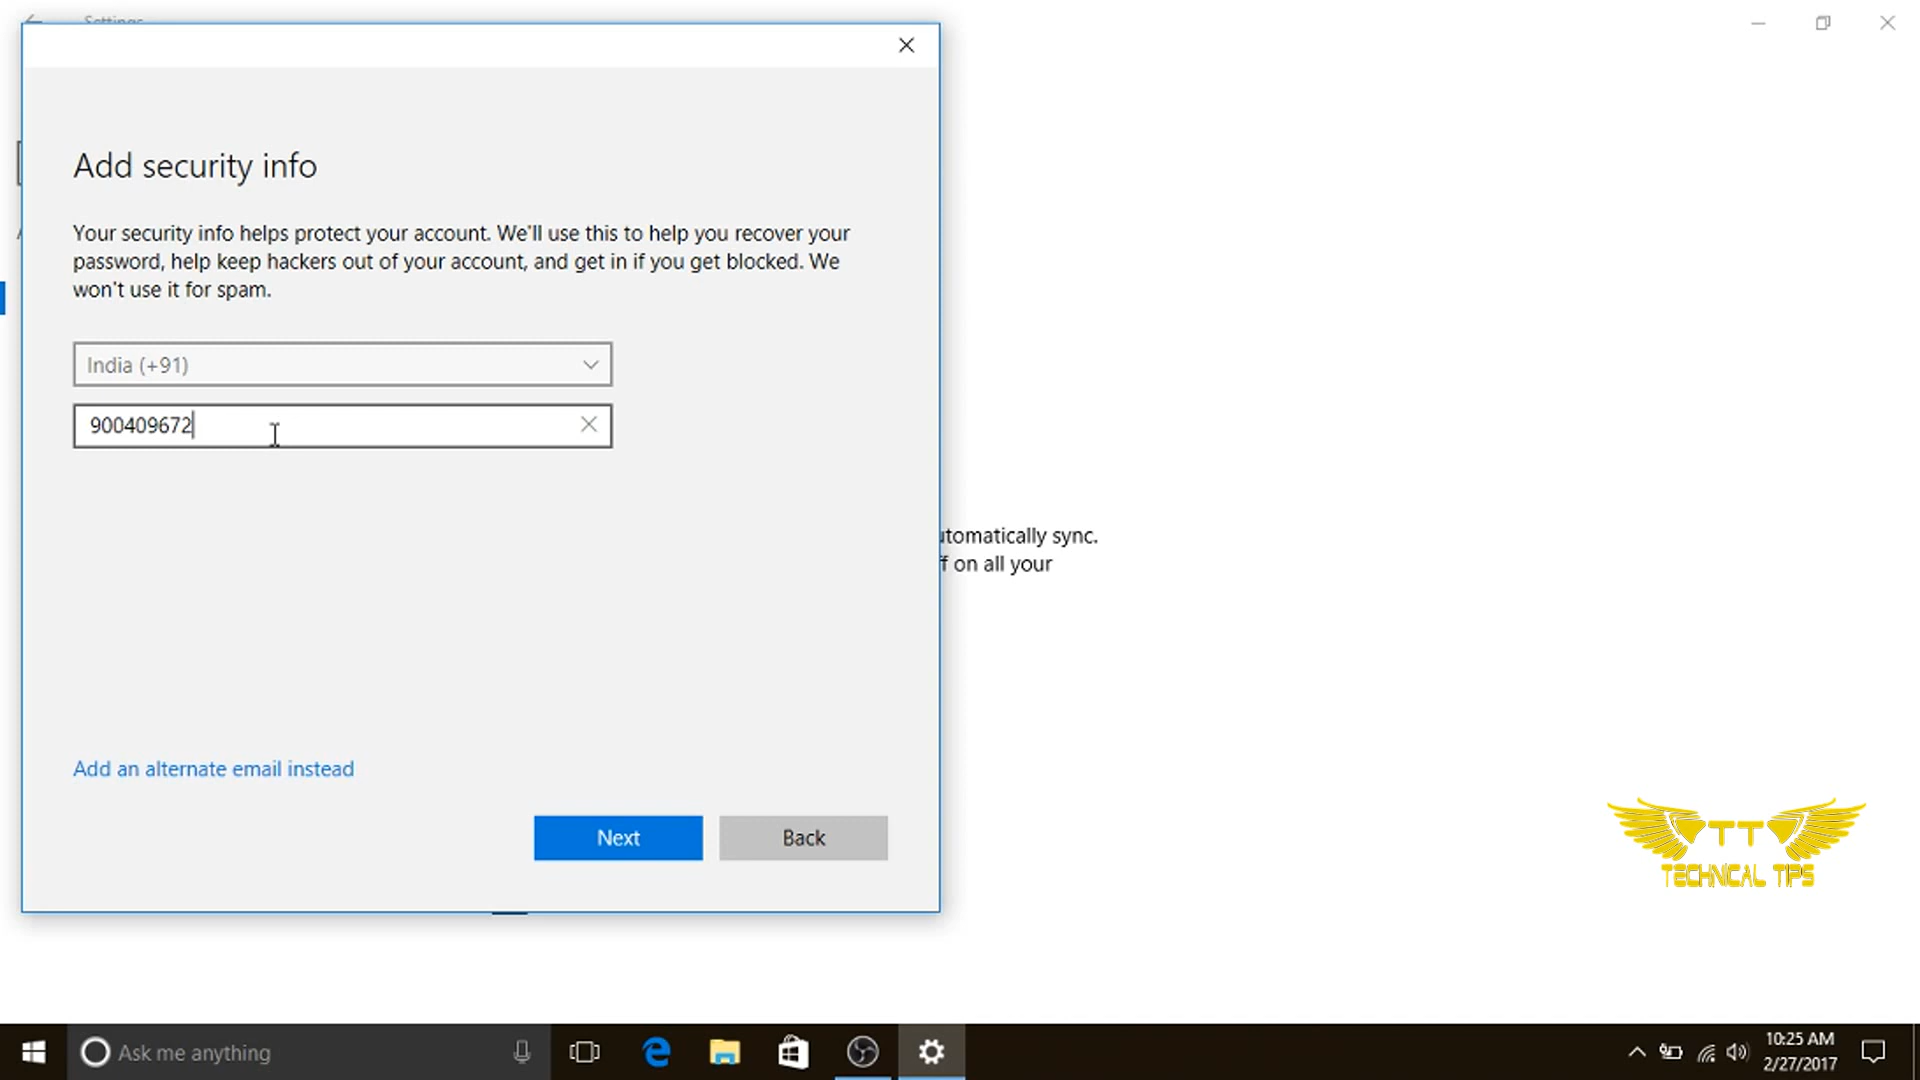 Settings
Add security info
Your security info helps protect your account. We'll use this to help you recover your
password, help keep hackers out of your account, and get in if you get blocked. We
won't use it for spam.
India (+91)
900409672
utomatically sync.
f on all your
Add an alternate email instead
Next
Back
TT
TECHNICAL TIPS
Ask me anything
10:25 AM
2/27/2017